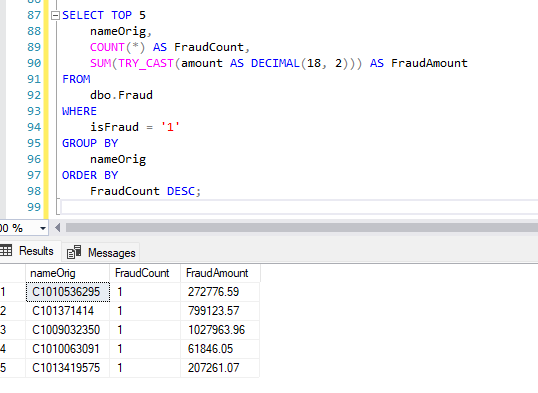 87 SELECT TOP 5
88 nameOrig,
89 COUNT(*) AS FraudCount,
90 SUM(TRY_CAST(amount AS DECIMAL(18, 2))) AS FraudAmount
91 FROM
92 dbo.Fraud
93 WHERE
94 isFraud = '1'
95 GROUP BY
96 nameOrig
97 ORDER BY
98 FraudCount DESC;
99
00 %
Results Messages
nameOrig FraudCount FraudAmount
1 C1010536295 1 272776.59
2 C101371414 1 799123.57
3 C1009032350 1 1027963.96
4 C1010063091 1 61846.05
5 C1013419575 1 207261.07